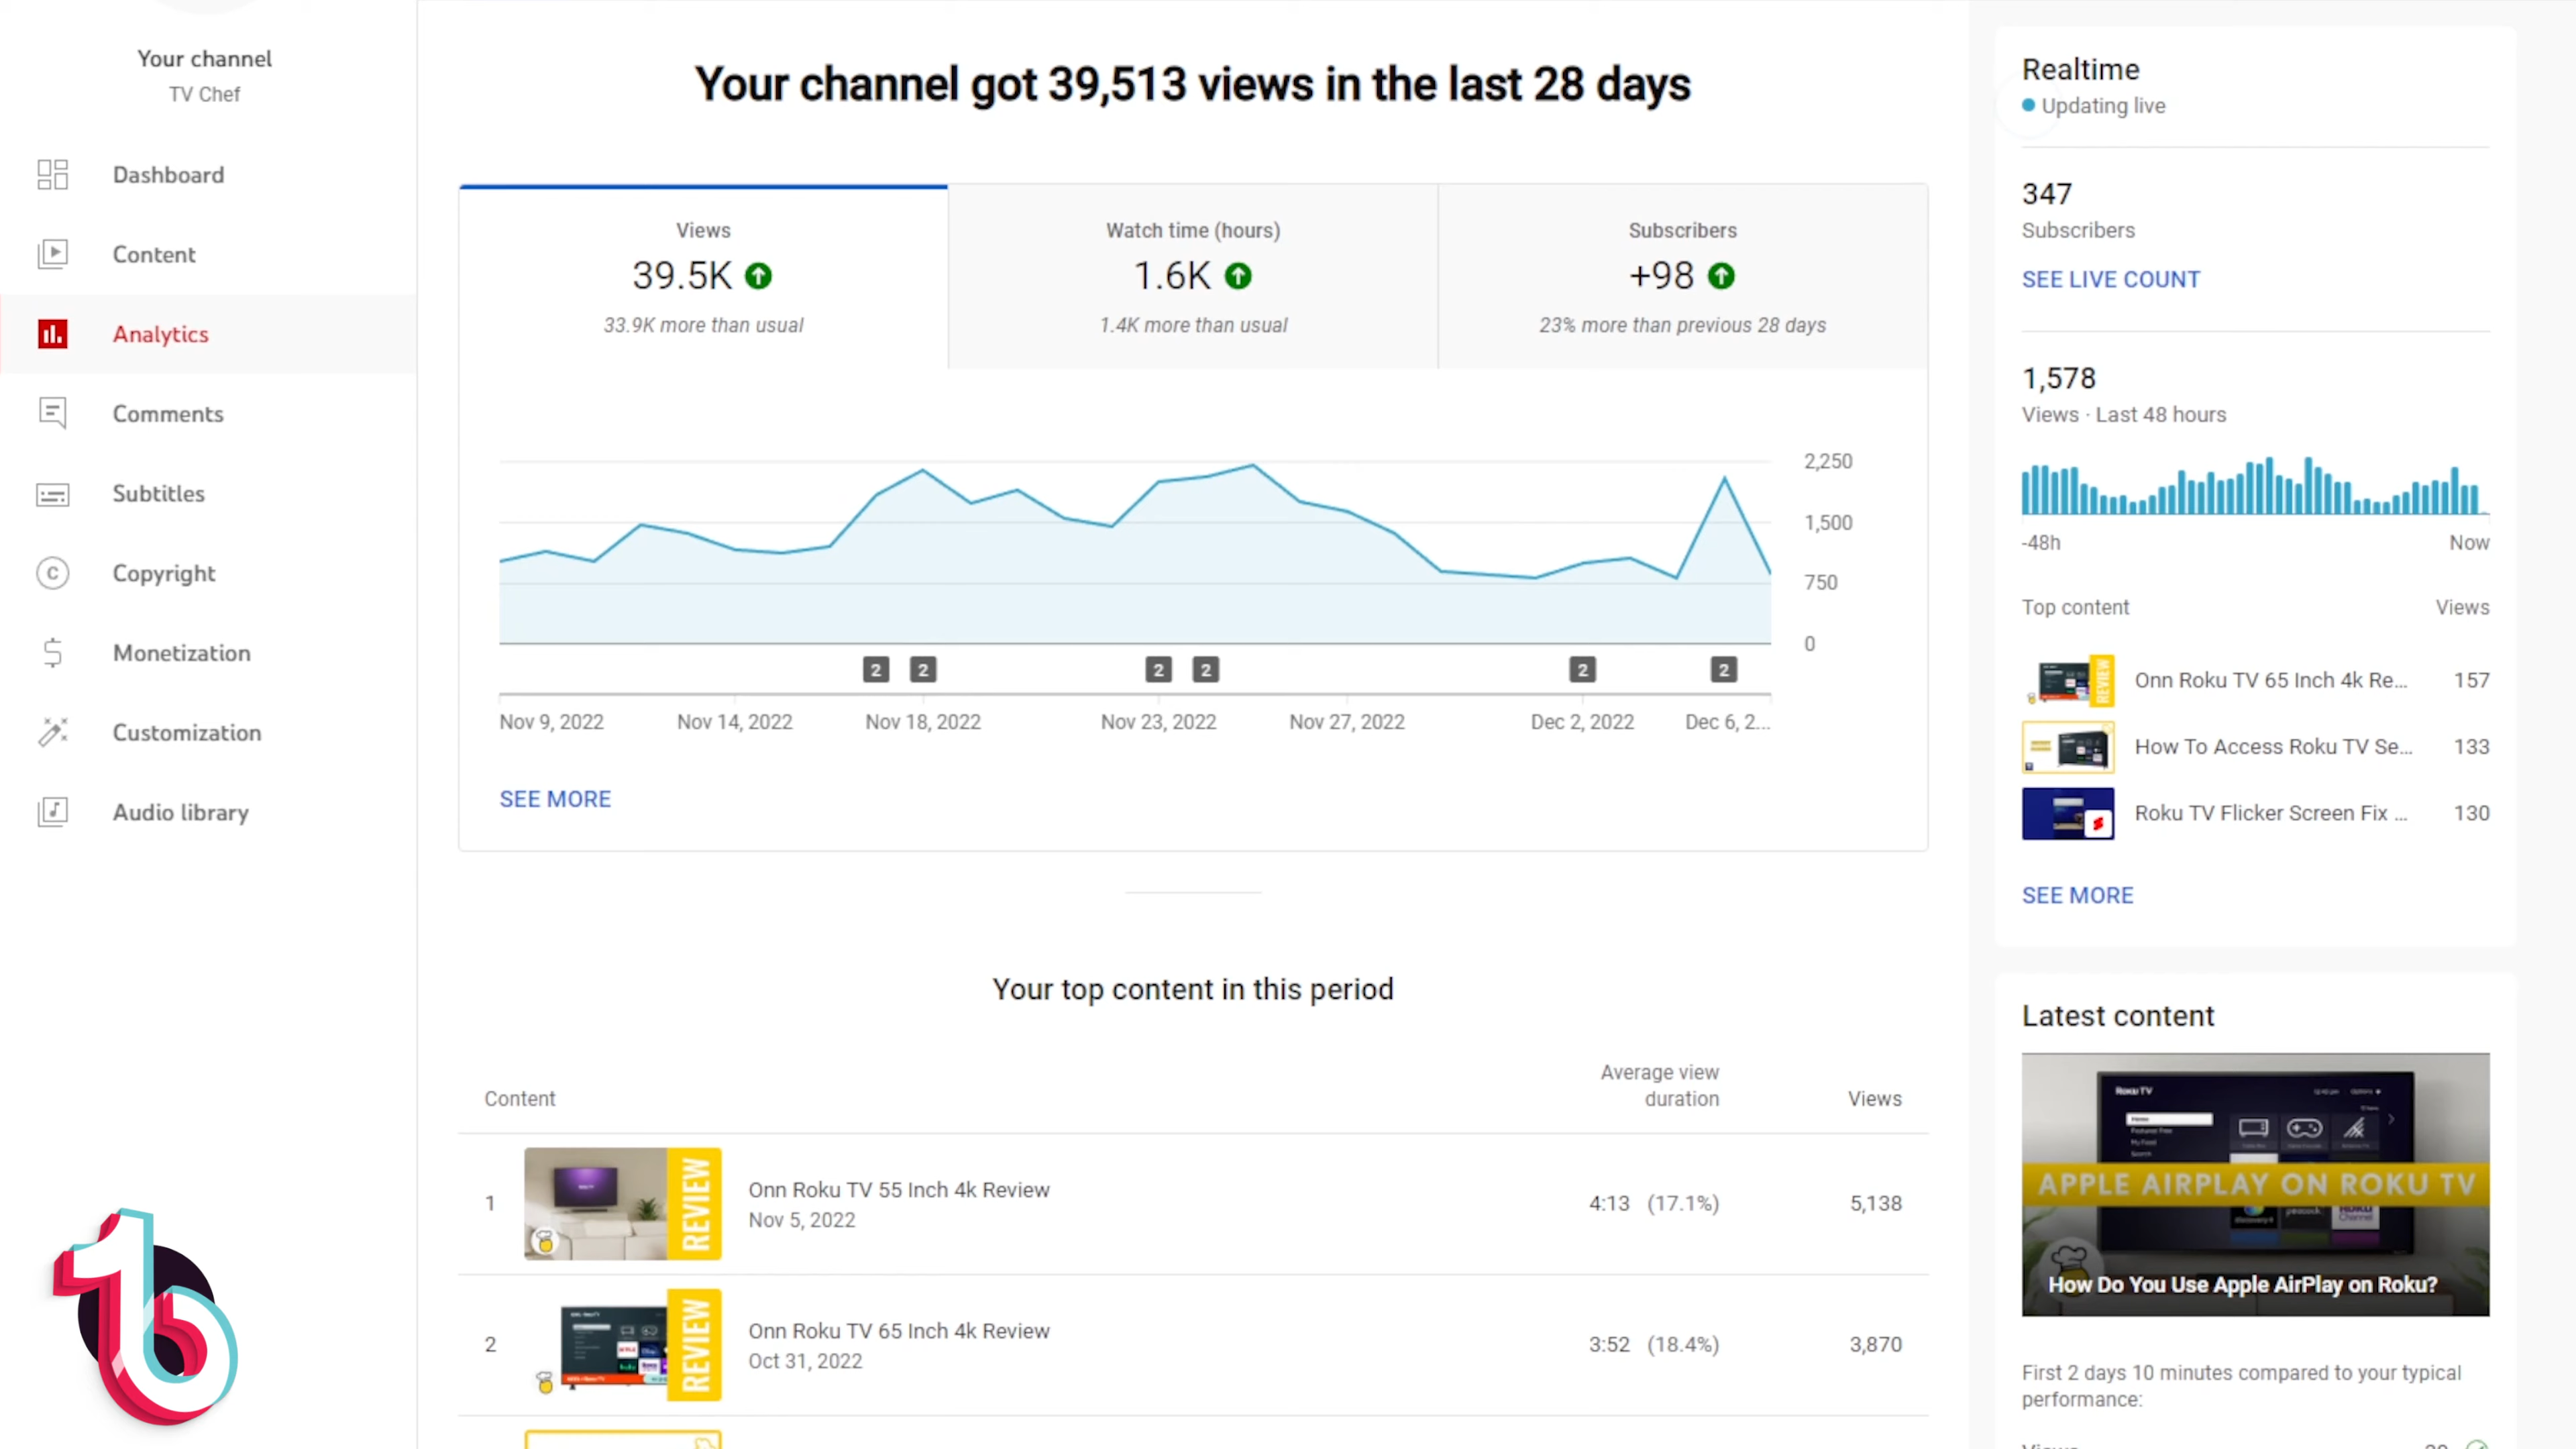 Your channel
TV Chef
Dashboard
Content
Analytics
Comments
Subtitles
Copyright
Monetization
Customization
Audio library
Your channel got 39,513 views in the last 28 days
Views
39.5K
33.9K more than usual
Watch time (hours)
1.6K
1.4K more than usual
Subscribers
+98
23% more than previous 28 days
2,250
1,500
750
0
2 2 2 2 2 2
Nov 9, 2022 Nov 14, 2022 Nov 18, 2022 Nov 23, 2022 Nov 27, 2022 Dec 2, 2022 Dec 6, 2...
SEE MORE
Your top content in this period
Content Average view duration Views
1 REVIEW Onn Roku TV 55 Inch 4k Review 4:13 (17.1%) 5,138
Nov 5, 2022
2 REVIEW Onn Roku TV 65 Inch 4k Review 3:52 (18.4%) 3,870
Oct 31, 2022
Realtime
Updating live
347
Subscribers
SEE LIVE COUNT
1,578
Views · Last 48 hours
-48h Now
Top content Views
REVIEW Onn Roku TV 65 Inch 4k Re... 157
How To Access Roku TV Se... 133
Roku TV Flicker Screen Fix ... 130
SEE MORE
Latest content
Roku TV
APPLE AIRPLAY ON ROKU TV
How Do You Use Apple AirPlay on Roku?
First 2 days 10 minutes compared to your typical
performance: